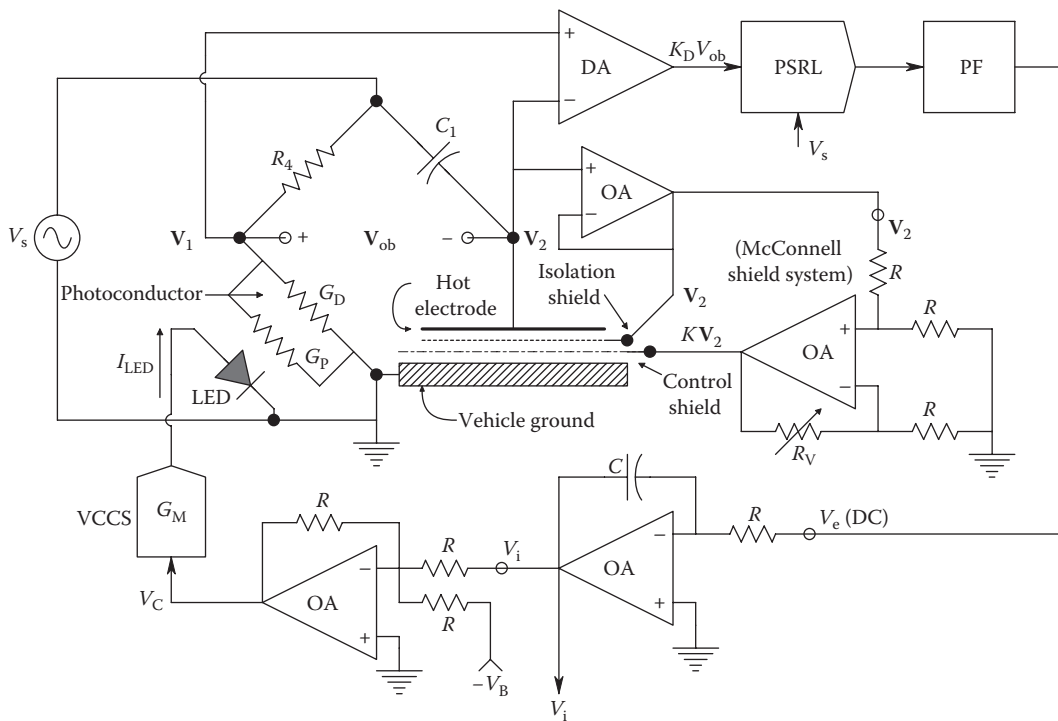 +
DA
−
K_D V_ob
PSRL
PF
V_s
C_1
R_4
+
OA
−
V_s
V_1
+
V_ob
−
V_2
V_2
(McConnell
shield system)
R
Isolation
shield
Photoconductor
G_D
Hot
electrode
V_2
+
OA
−
R
KV_2
I_LED
G_P
LED
Control
shield
Vehicle ground
R_V
R
C
VCCS
G_M
R
R
V_i
−
OA
+
R
V_e (DC)
−
OA
+
V_C
R
−V_B
V_i